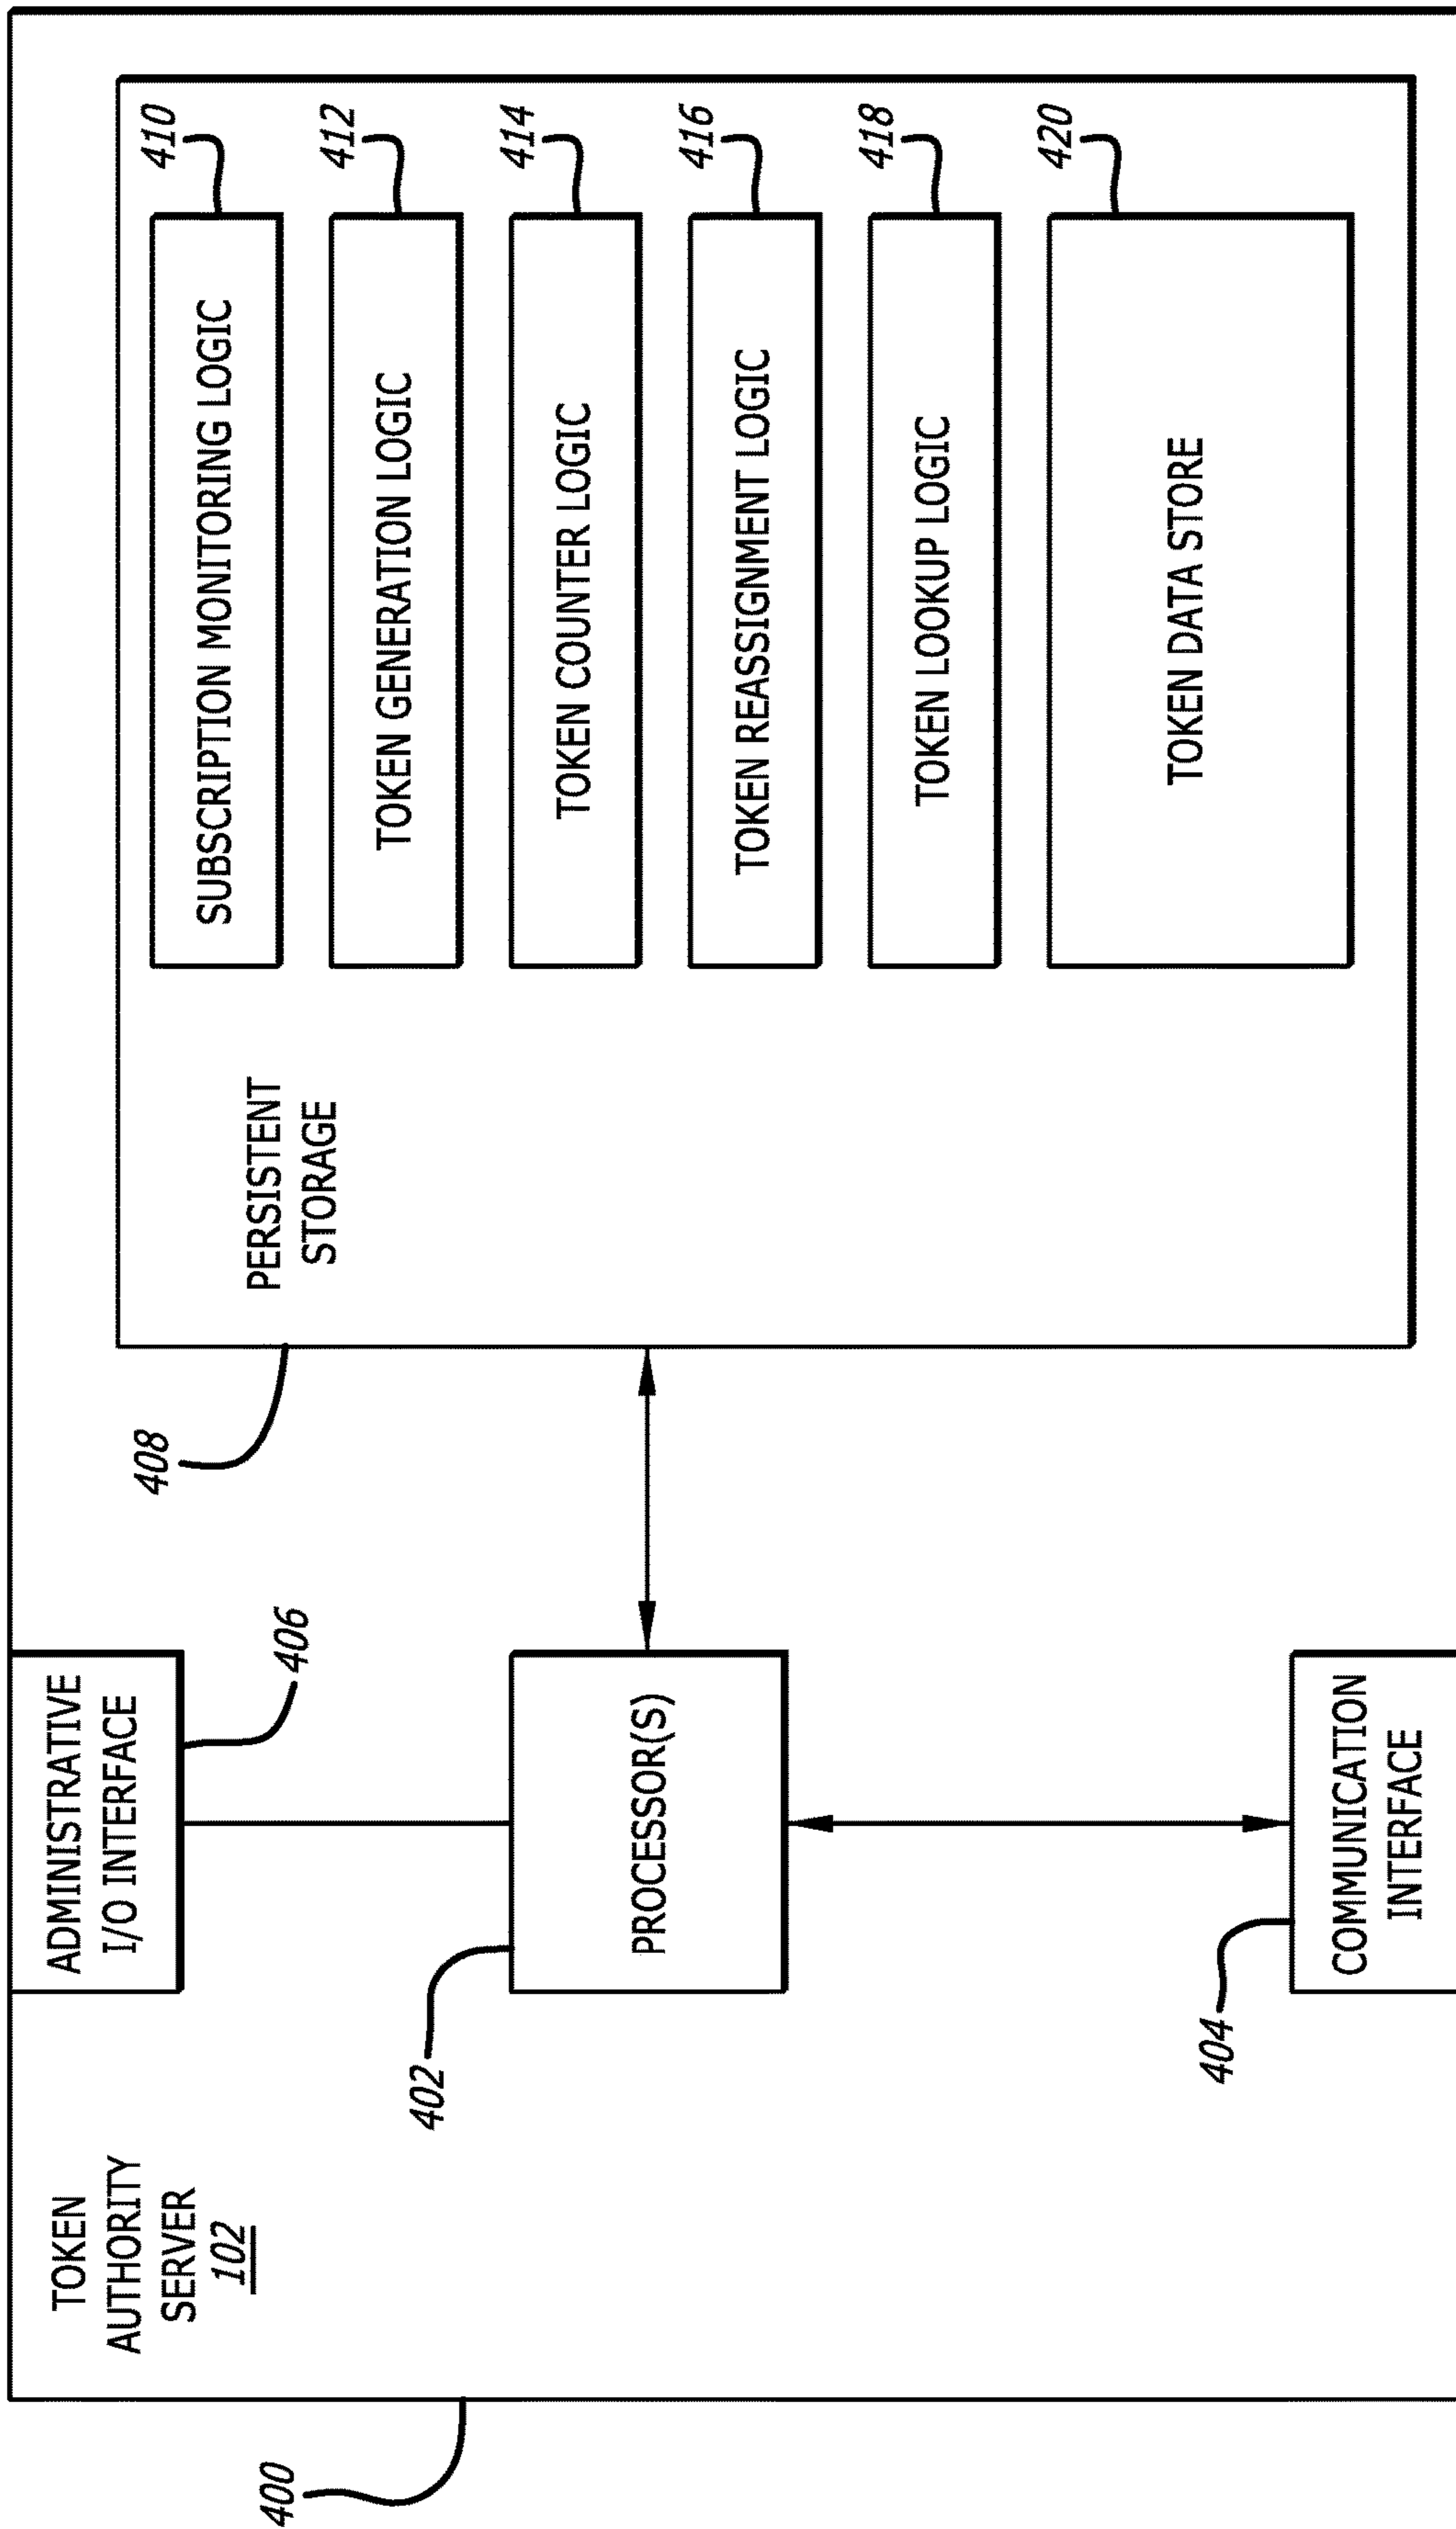 TOKEN
AUTHORITY
SERVER
102
400
ADMINISTRATIVE
I/O INTERFACE
406
402
PROCESSOR(S)
404
COMMUNICATION
INTERFACE
408
PERSISTENT
STORAGE
410
SUBSCRIPTION MONITORING LOGIC
412
TOKEN GENERATION LOGIC
414
TOKEN COUNTER LOGIC
416
TOKEN REASSIGNMENT LOGIC
418
TOKEN LOOKUP LOGIC
420
TOKEN DATA STORE